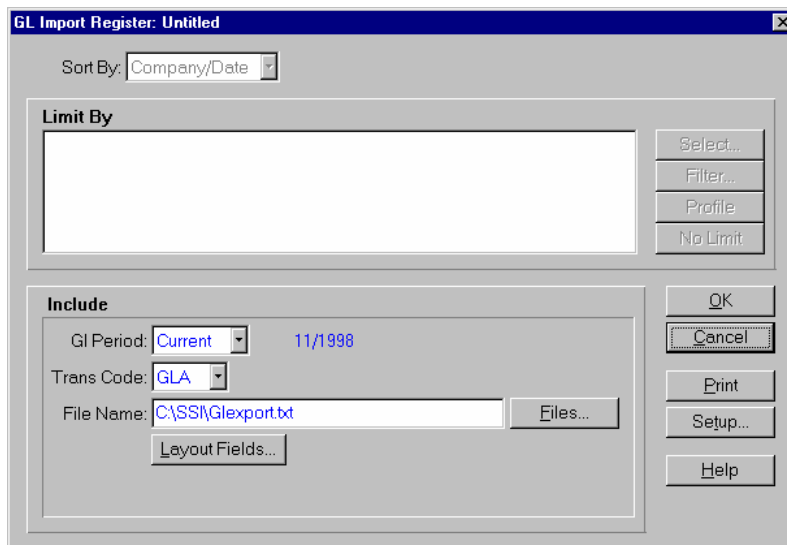 GL Import Register: Untitled
Sort By: Company/Date
Limit By
Select...
Filter...
Profile
No Limit
Include
Gl Period: Current 11/1998
Trans Code: GLA
File Name: C:\SSI\Glexport.txt Files...
Layout Fields...
OK
Cancel
Print
Setup...
Help